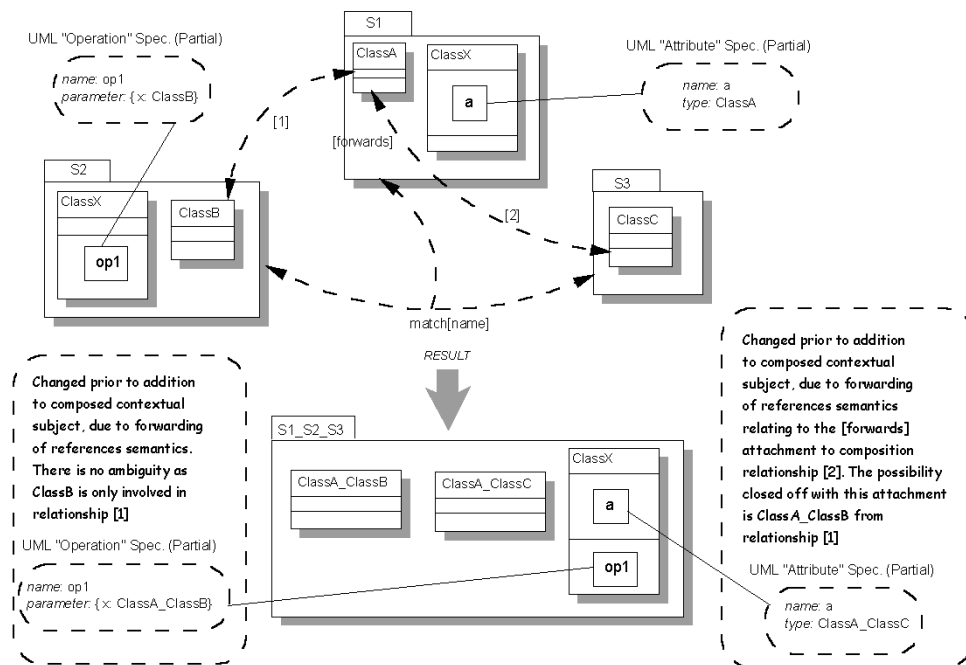 S1
UML "Operation" Spec. (Partial)
name: op1
parameter: { x: ClassB}
ClassA
ClassX
a
UML "Attribute" Spec. (Partial)
name: a
type: ClassA
[1]
[forwards]
S2
ClassX
ClassB
op1
[2]
S3
ClassC
match[name]
RESULT
Changed prior to addition
to composed contextual
subject, due to forwarding
of references semantics.
There is no ambiguity as
ClassB is only involved in
relationship [1]
UML "Operation" Spec. (Partial)
name: op1
parameter: { x: ClassA_ClassB}
S1_S2_S3
ClassA_ClassB
ClassA_ClassC
ClassX
a
op1
Changed prior to addition
to composed contextual
subject, due to forwarding
of references semantics
relating to the [forwards]
attachment to composition
relationship [2]. The possibility
closed off with this attachment
is ClassA_ClassB from
relationship [1]
UML "Attribute" Spec. (Partial)
name: a
type: ClassA_ClassC